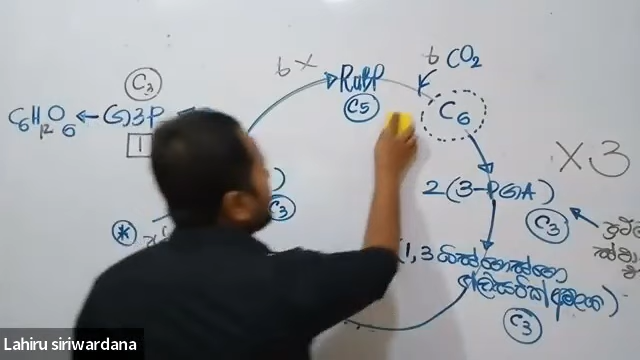 6 CO₂
6 ×
RuBP
C₃
C₅
C₆
C₆H₁₂O₆ ← G3P
1
× 3
2(3-PGA)
C₃
C₃
*
(1,3 බිස්ෆොස්ෆො
ග්ලිසරික් අම්ලය)
C₃
Lahiru siriwardana